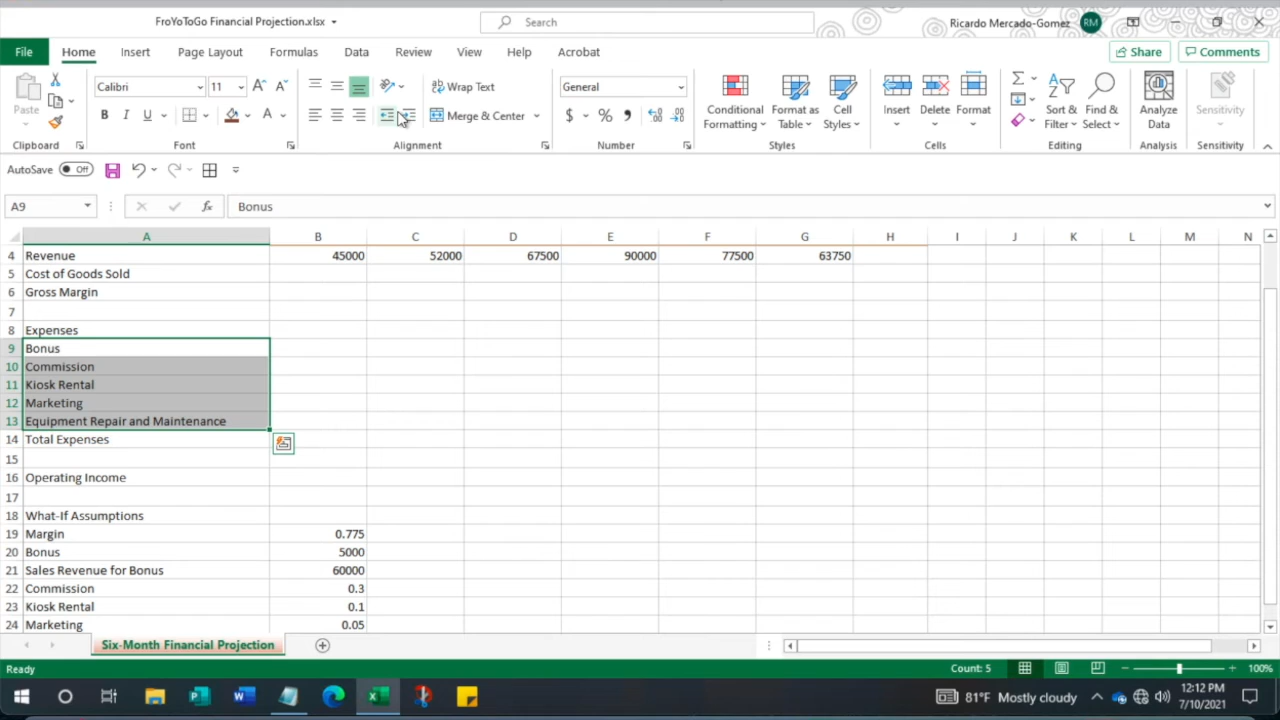 FroYoToGo Financial Projection.xlsx
Search
Ricardo Mercado-Gomez
RM
File
Home
Insert
Page Layout
Formulas
Data
Review
View
Help
Acrobat
Share
Comments
Paste
Calibri
11
Wrap Text
General
Merge & Center
Conditional Formatting
Format as Table
Cell Styles
Insert
Delete
Format
Sort & Filter
Find & Select
Analyze Data
Sensitivity
Clipboard
Font
Alignment
Number
Styles
Cells
Editing
Analysis
Sensitivity
AutoSave Off
A9
fx
Bonus
A B C D E F G H I J K L M N
4 Revenue 45000 52000 67500 90000 77500 63750
5 Cost of Goods Sold
6 Gross Margin
7
8 Expenses
9 Bonus
10 Commission
11 Kiosk Rental
12 Marketing
13 Equipment Repair and Maintenance
14 Total Expenses
15
16 Operating Income
17
18 What-If Assumptions
19 Margin 0.775
20 Bonus 5000
21 Sales Revenue for Bonus 60000
22 Commission 0.3
23 Kiosk Rental 0.1
24 Marketing 0.05
Six-Month Financial Projection
Ready
Count: 5
100%
81°F Mostly cloudy
12:12 PM
7/10/2021